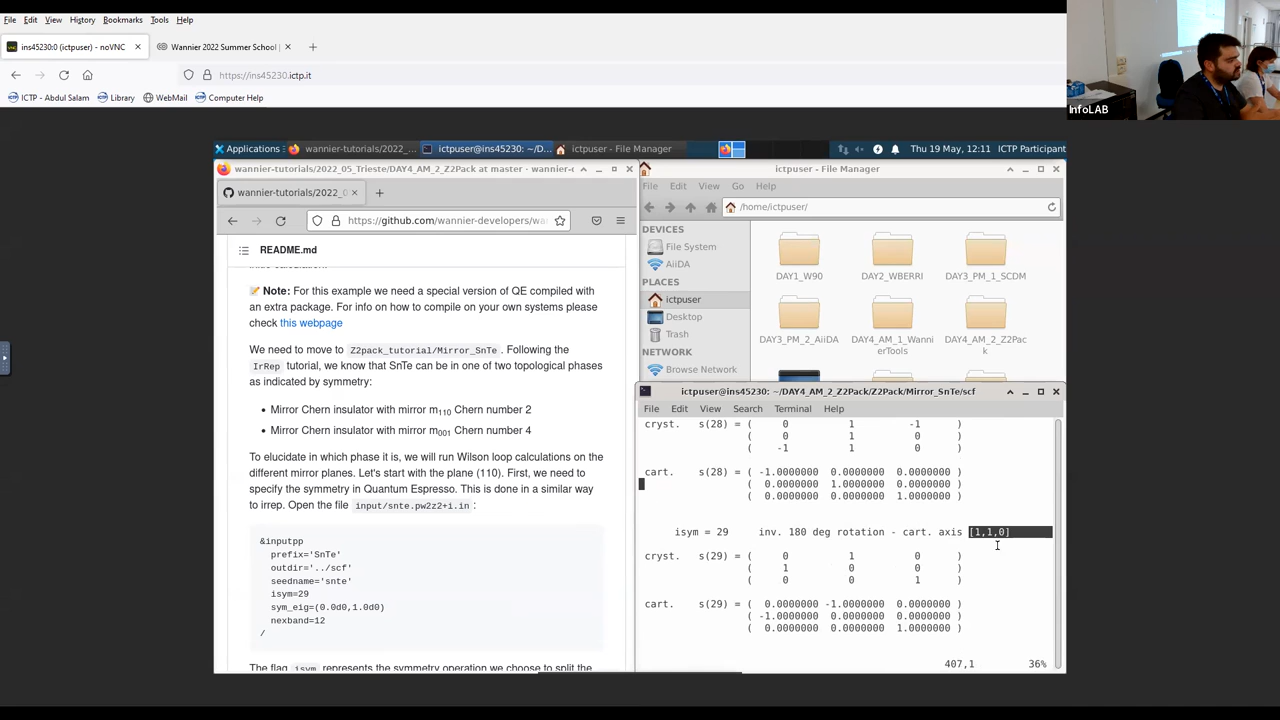 File Edit View History Bookmarks Tools Help
ins45230:0 (ictpuser) - noVNC
Wannier 2022 Summer School |
https://ins45230.ictp.it
ICTP - Abdul Salam
Library
WebMail
Computer Help
InfoLAB
Applications
wannier-tutorials/2022_...
ictpuser@ins45230: ~/D...
ictpuser - File Manager
Thu 19 May, 12:11 ICTP Participant
wannier-tutorials/2022_05_Trieste/DAY4_AM_2_Z2Pack at master · wannier-
wannier-tutorials/2022_0
https://github.com/wannier-developers/wa
README.md
📝 Note: For this example we need a special version of QE compiled with
an extra package. For info on how to compile on your own systems please
check this webpage
We need to move to Z2pack_tutorial/Mirror_SnTe. Following the
IrRep tutorial, we know that SnTe can be in one of two topological phases
as indicated by symmetry:
• Mirror Chern insulator with mirror m110 Chern number 2
• Mirror Chern insulator with mirror m001 Chern number 4
To elucidate in which phase it is, we will run Wilson loop calculations on the
different mirror planes. Let's start with the plane (110). First, we need to
specify the symmetry in Quantum Espresso. This is done in a similar way
to irrep. Open the file input/snte.pw2z2+i.in :
&inputpp
prefix='SnTe'
outdir='../scf'
seedname='snte'
isym=29
sym_eig=(0.0d0,1.0d0)
nexband=12
/
The flag isym represents the symmetry operation we choose to split the
ictpuser - File Manager
File Edit View Go Help
/home/ictpuser/
DEVICES
File System
AiiDA
PLACES
ictpuser
Desktop
Trash
NETWORK
Browse Network
DAY1_W90
DAY2_WBERRI
DAY3_PM_1_SCDM
DAY3_PM_2_AiiDA
DAY4_AM_1_Wanni
erTools
DAY4_AM_2_Z2Pac
k
ictpuser@ins45230: ~/DAY4_AM_2_Z2Pack/Z2Pack/Mirror_SnTe/scf
File Edit View Search Terminal Help
cryst. s(28) = ( 0 1 -1 )
( 0 1 0 )
( -1 1 0 )
cart. s(28) = ( -1.0000000 0.0000000 0.0000000 )
( 0.0000000 1.0000000 0.0000000 )
( 0.0000000 0.0000000 1.0000000 )
isym = 29 inv. 180 deg rotation - cart. axis [1,1,0]
cryst. s(29) = ( 0 1 0 )
( 1 0 0 )
( 0 0 1 )
cart. s(29) = ( 0.0000000 -1.0000000 0.0000000 )
( -1.0000000 0.0000000 0.0000000 )
( 0.0000000 0.0000000 1.0000000 )
407,1 36%